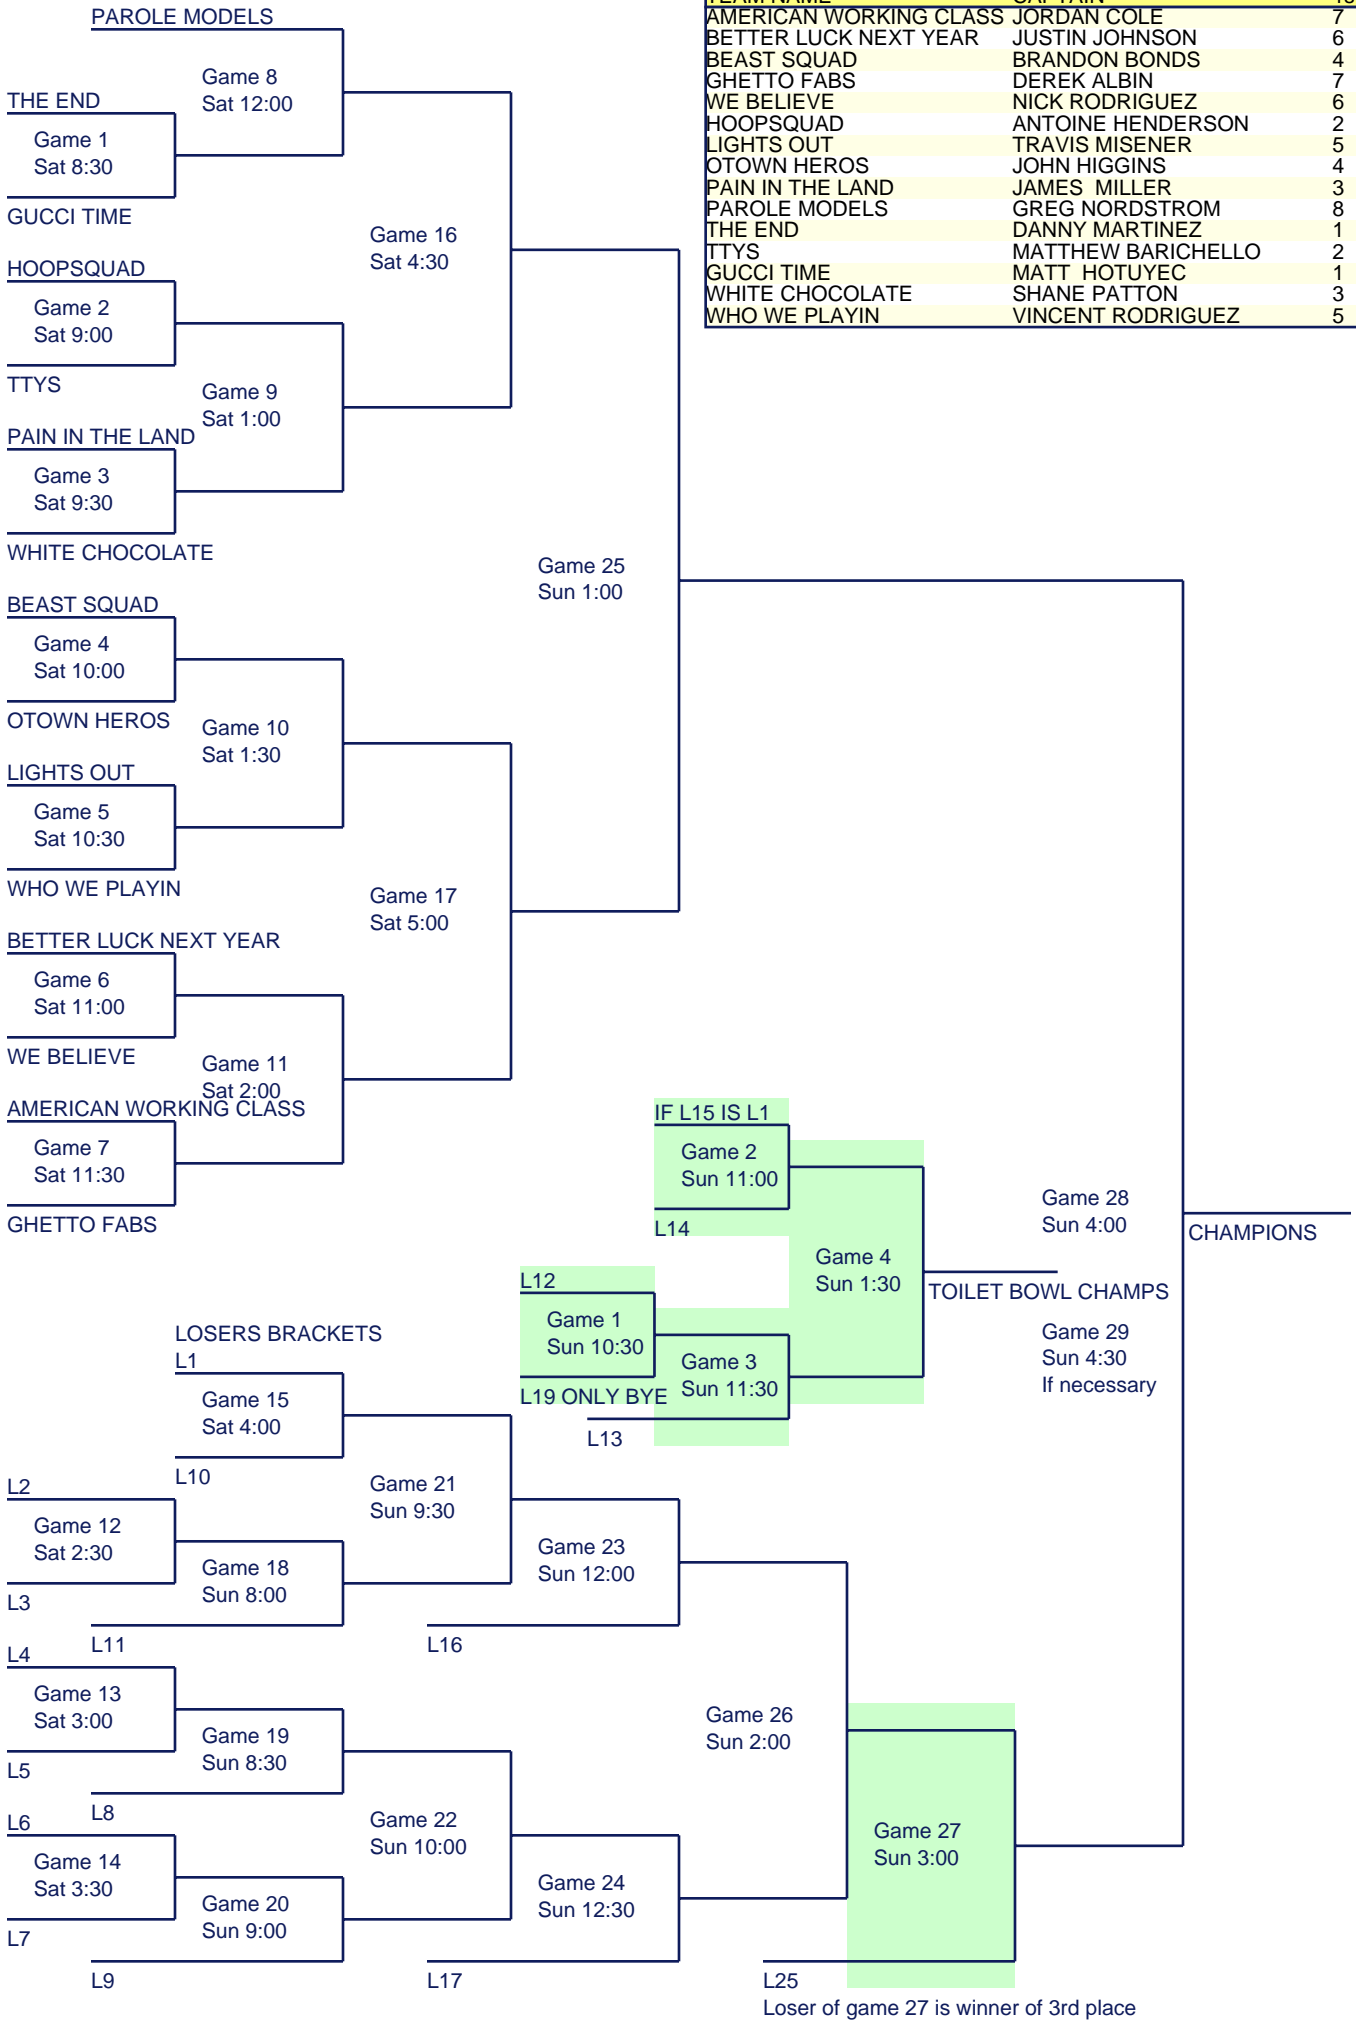 PAROLE MODELS
Game 8
Sat 12:00
THE END
Game 1
Sat 8:30
GUCCI TIME
Game 16
Sat 4:30
HOOPSQUAD
Game 2
Sat 9:00
TTYS
Game 9
Sat 1:00
PAIN IN THE LAND
Game 3
Sat 9:30
WHITE CHOCOLATE
Game 25
Sun 1:00
BEAST SQUAD
Game 4
Sat 10:00
OTOWN HEROS
Game 10
Sat 1:30
LIGHTS OUT
Game 5
Sat 10:30
WHO WE PLAYIN
Game 17
Sat 5:00
BETTER LUCK NEXT YEAR
Game 6
Sat 11:00
WE BELIEVE
Game 11
Sat 2:00
AMERICAN WORKING CLASS
Game 7
Sat 11:30
GHETTO FABS
TEAM NAME CAPTAIN
AMERICAN WORKING CLASS JORDAN COLE 7
BETTER LUCK NEXT YEAR JUSTIN JOHNSON 6
BEAST SQUAD BRANDON BONDS 4
GHETTO FABS DEREK ALBIN 7
WE BELIEVE NICK RODRIGUEZ 6
HOOPSQUAD ANTOINE HENDERSON 2
LIGHTS OUT TRAVIS MISENER 5
OTOWN HEROS JOHN HIGGINS 4
PAIN IN THE LAND JAMES  MILLER 3
PAROLE MODELS GREG NORDSTROM 8
THE END DANNY MARTINEZ 1
TTYS MATTHEW BARICHELLO 2
GUCCI TIME MATT  HOTUYEC 1
WHITE CHOCOLATE SHANE PATTON 3
WHO WE PLAYIN VINCENT RODRIGUEZ 5
IF L15 IS L1
Game 2
Sun 11:00
L14
Game 4
Sun 1:30
L12
Game 1
Sun 10:30
L19 ONLY BYE
Game 3
Sun 11:30
L13
TOILET BOWL CHAMPS
Game 28
Sun 4:00
CHAMPIONS
Game 29
Sun 4:30
If necessary
LOSERS BRACKETS
L1
Game 15
Sat 4:00
L10
Game 21
Sun 9:30
L2
Game 12
Sat 2:30
L3
Game 18
Sun 8:00
L11
Game 23
Sun 12:00
L16
L4
Game 13
Sat 3:00
L5
Game 19
Sun 8:30
L8
Game 26
Sun 2:00
L6
Game 14
Sat 3:30
L7
Game 22
Sun 10:00
Game 20
Sun 9:00
L9
Game 24
Sun 12:30
L17
Game 27
Sun 3:00
L25
Loser of game 27 is winner of 3rd place